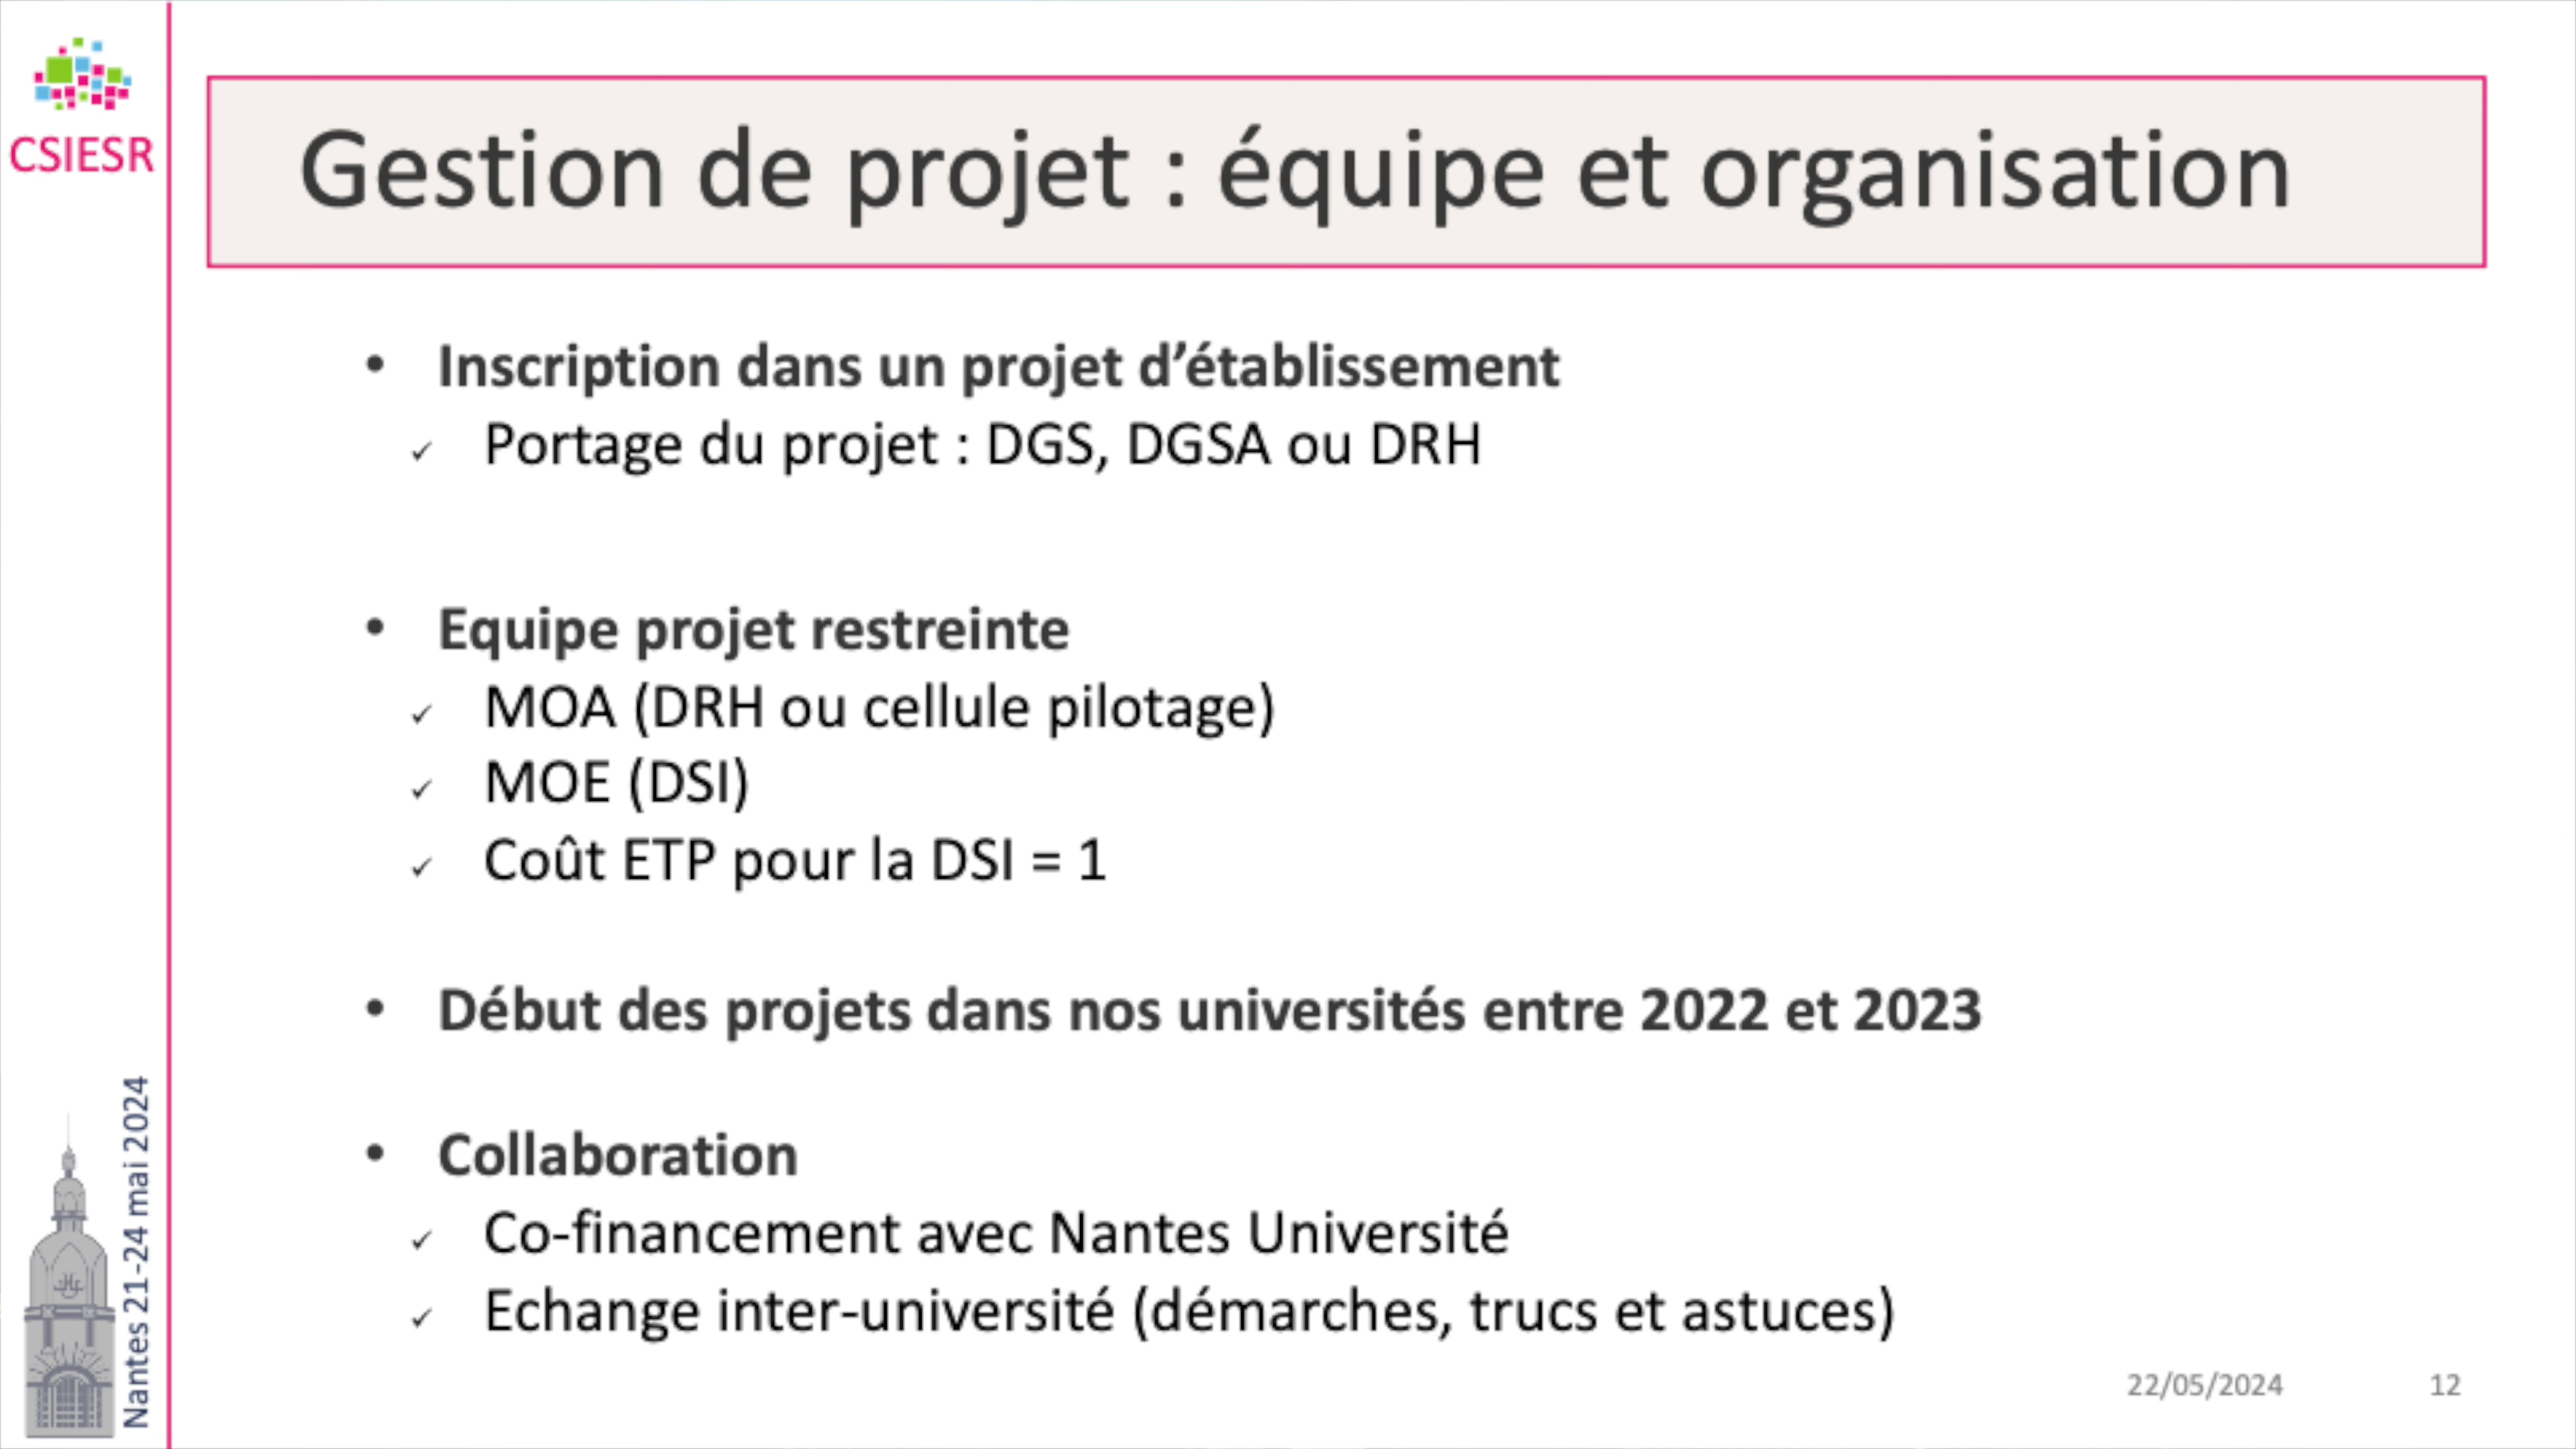 CSIESR
Gestion de projet : équipe et organisation
• Inscription dans un projet d’établissement
✓ Portage du projet : DGS, DGSA ou DRH
• Equipe projet restreinte
✓ MOA (DRH ou cellule pilotage)
✓ MOE (DSI)
✓ Coût ETP pour la DSI = 1
• Début des projets dans nos universités entre 2022 et 2023
• Collaboration
✓ Co-financement avec Nantes Université
✓ Echange inter-université (démarches, trucs et astuces)
Nantes 21-24 mai 2024
22/05/2024
12